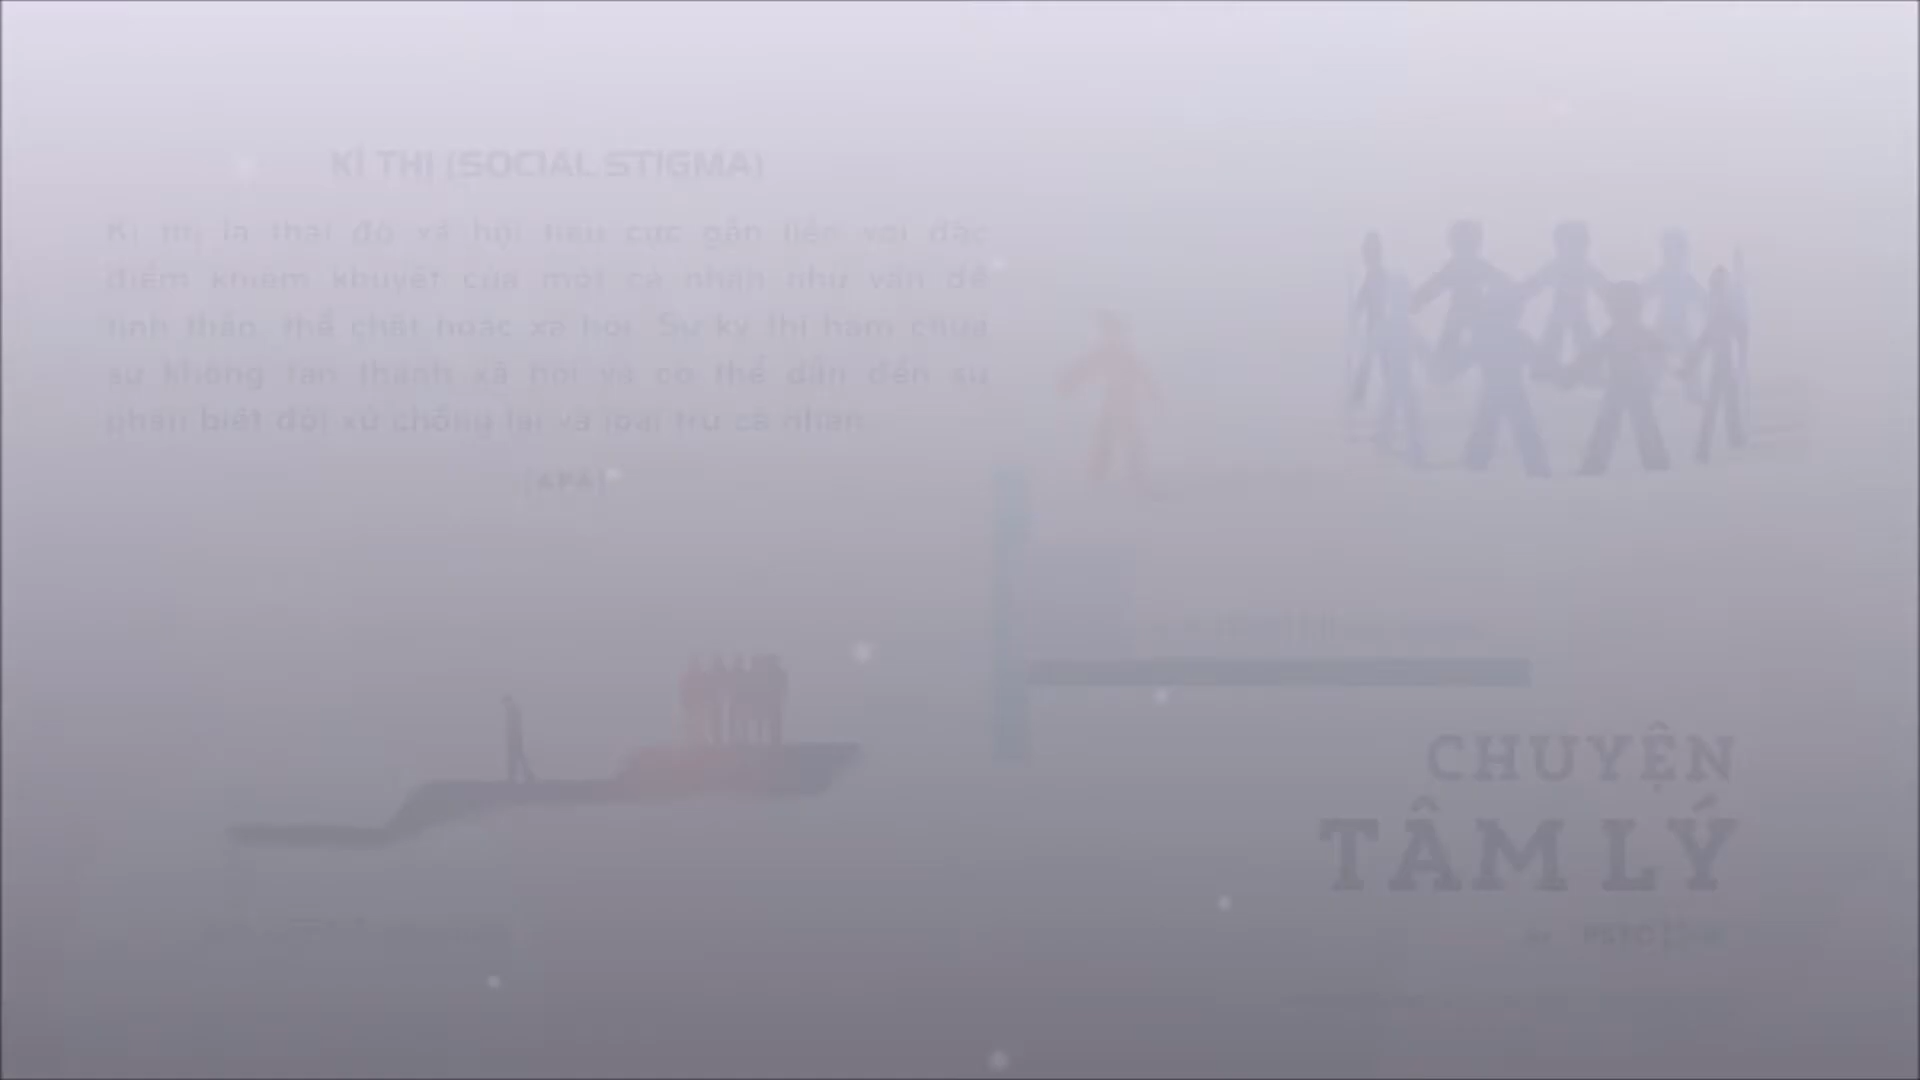 KÌ THỊ (SOCIAL STIGMA)
Kì thị là thái độ xã hội tiêu cực gắn liền với đặc
điểm khiếm khuyết của một cá nhân như vấn đề
tinh thần, thể chất hoặc xã hội. Sự kỳ thị hàm chứa
sự không tán thành xã hội và có thể dẫn đến sự
phân biệt đối xử chống lại và loại trừ cá nhân.
(APA)
CHUYỆN
TÂM LÝ